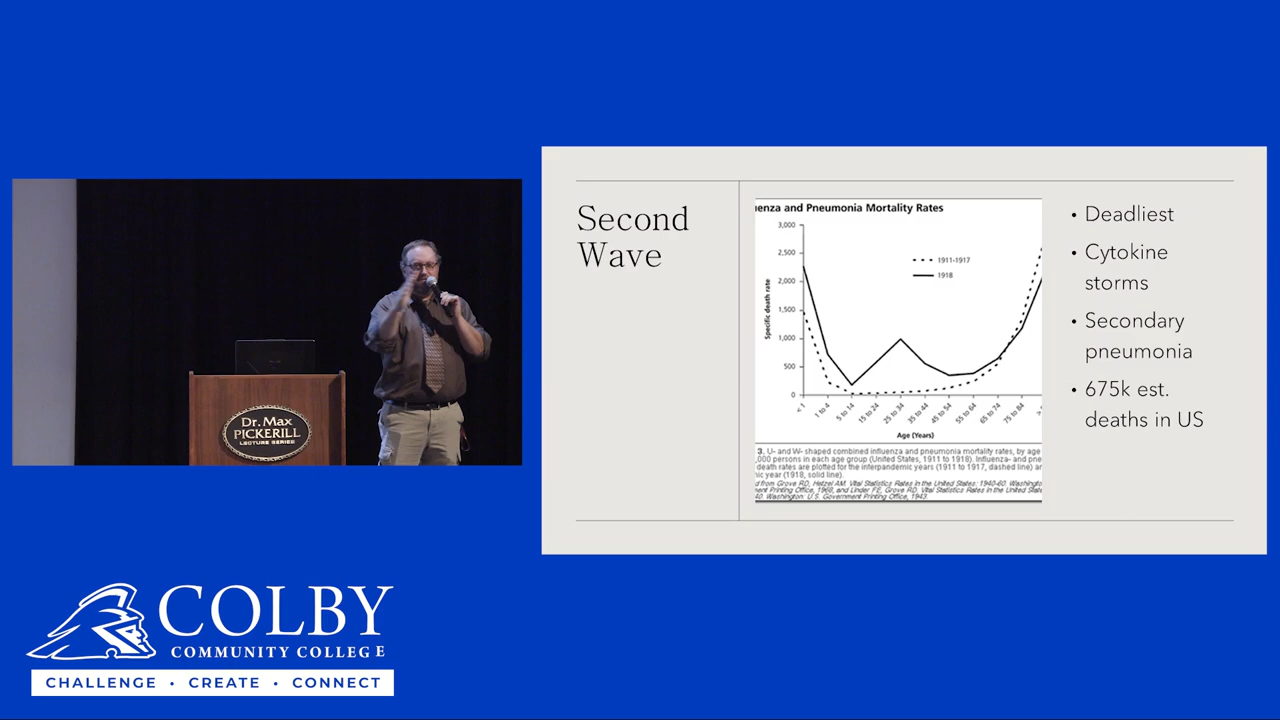 Second
Wave
uenza and Pneumonia Mortality Rates
3,000
2,500
2,000
1,500
1,000
500
0
Specific death rate
1911-1917
1918
< 1
1 to 4
5 to 14
15 to 24
25 to 34
35 to 44
45 to 54
55 to 64
65 to 74
75 to 84
Age (Years)
3. U- and W- shaped combined influenza and pneumonia mortality rates, by age
,000 persons in each age group (United States, 1911 to 1918). Influenza- and pne
death rates are plotted for the interpandemic years (1911 to 1917, dashed line) an
ic year (1918, solid line).
d from Grove RD, Hetzel AM. Vital Statistics Rates in the United States: 1940-60. Washingto
ment Printing Office, 1968, and Linder FE, Grove RD. Vital Statistics Rates in the United State
40. Washington: U.S. Government Printing Office, 1943.
• Deadliest
• Cytokine
storms
• Secondary
pneumonia
• 675k est.
deaths in US
Dr. Max
PICKERILL
LECTURE SERIES
COLBY
COMMUNITY COLLEGE
CHALLENGE • CREATE • CONNECT